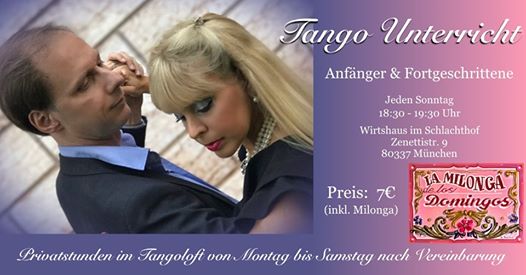 Tango Unterricht
Anfänger & Fortgeschrittene
Jeden Sonntag
18:30 - 19:30 Uhr
Wirtshaus im Schlachthof
Zenettistr. 9
80337 München
Preis: 7€
(inkl. Milonga)
LA MILONGA
de los
Domingos
Privatstunden im Tangoloft von Montag bis Samstag nach Vereinbarung